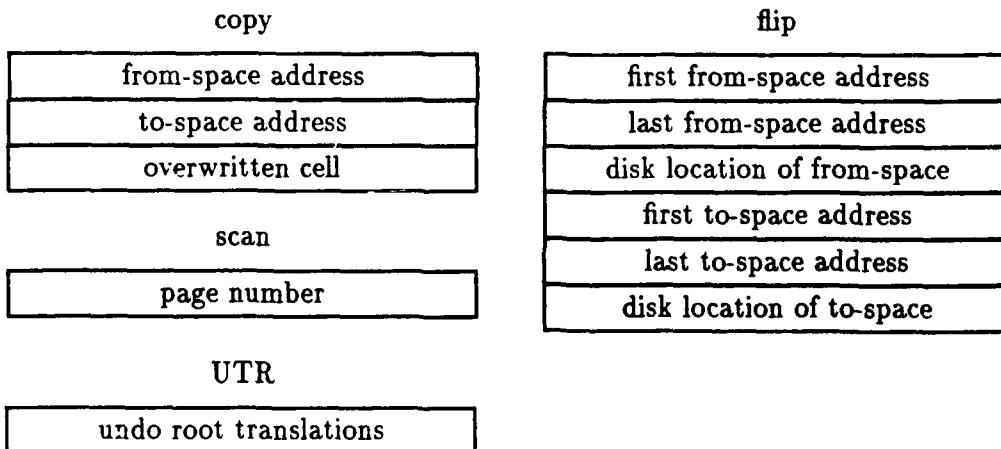 copy
from-space address
to-space address
overwritten cell
scan
page number
UTR
undo root translations
flip
first from-space address
last from-space address
disk location of from-space
first to-space address
last to-space address
disk location of to-space